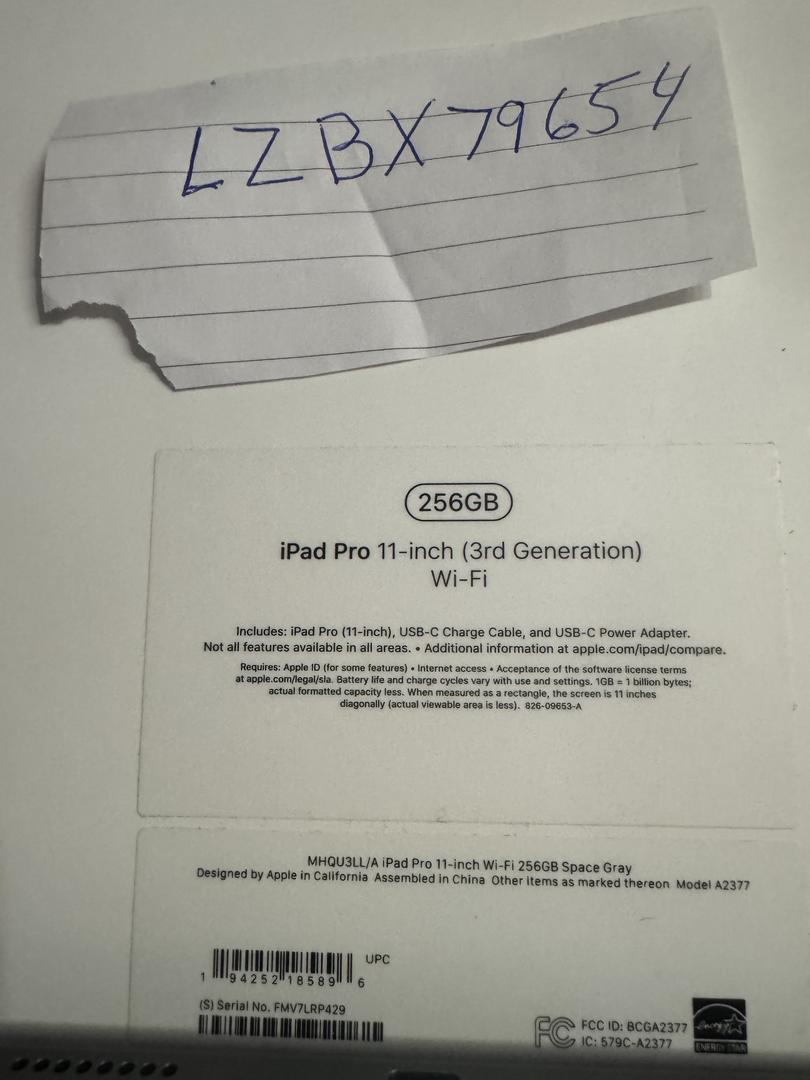 LZBX79654
256GB
iPad Pro 11-inch (3rd Generation)
Wi-Fi
Includes: iPad Pro (11-inch), USB-C Charge Cable, and USB-C Power Adapter.
Not all features available in all areas. • Additional information at apple.com/ipad/compare.
Requires: Apple ID (for some features) • Internet access • Acceptance of the software license terms
at apple.com/legal/sla. Battery life and charge cycles vary with use and settings. 1GB = 1 billion bytes;
actual formatted capacity less. When measured as a rectangle, the screen is 11 inches
diagonally (actual viewable area is less). 826-09653-A
MHQU3LL/A iPad Pro 11-inch Wi-Fi 256GB Space Gray
Designed by Apple in California Assembled in China Other items as marked thereon Model A2377
UPC
1 94252 18589 6
(S) Serial No. FMV7LRP429
FC FCC ID: BCGA2377
IC: 579C-A2377
energy
ENERGY STAR